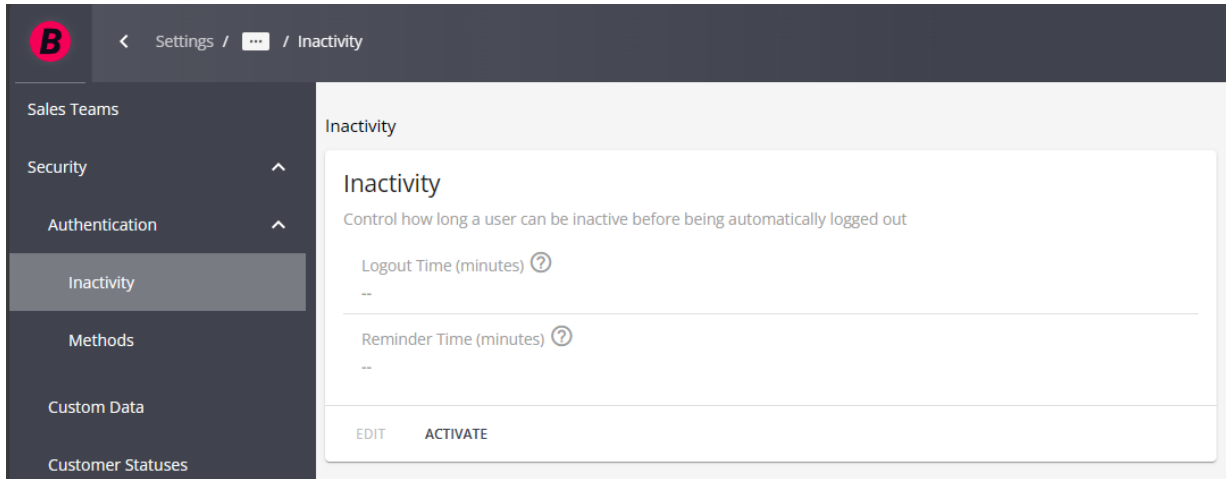 B
Settings / ... / Inactivity
Sales Teams
Security
Authentication
Inactivity
Methods
Custom Data
Customer Statuses
Inactivity
Inactivity
Control how long a user can be inactive before being automatically logged out
Logout Time (minutes) ?
--
Reminder Time (minutes) ?
--
EDIT ACTIVATE